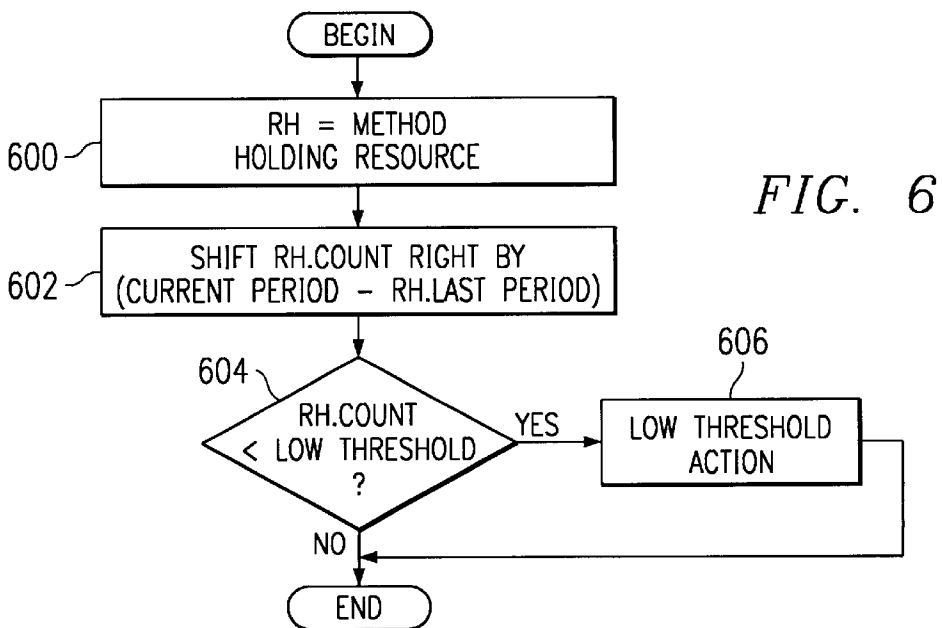 BEGIN
RH = METHOD
HOLDING RESOURCE
600
FIG. 6
SHIFT RH.COUNT RIGHT BY
(CURRENT PERIOD – RH.LAST PERIOD)
602
604
606
RH.COUNT
< LOW THRESHOLD
?
YES
LOW THRESHOLD
ACTION
NO
END